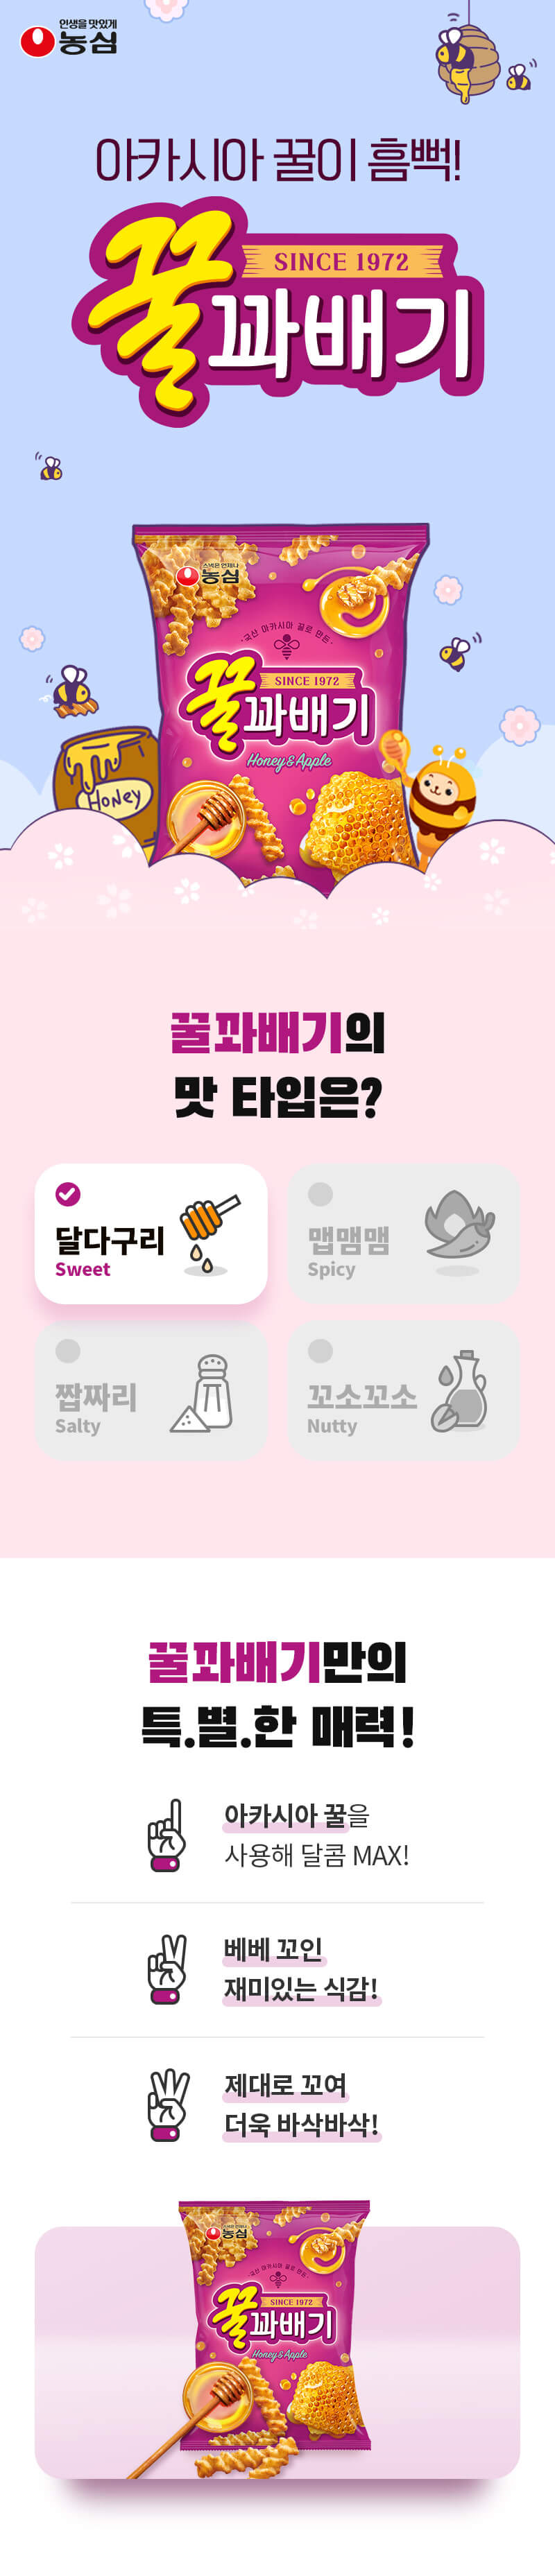 인생을 맛있게
농심
아카시아 꿀이 흠뻑!
SINCE 1972
꿀꽈배기
스낵은 언제나
농심
국산 아카시아 꿀로 만든
SINCE 1972
꿀꽈배기
Honey & Apple
Honey
꿀꽈배기의
맛 타입은?
달다구리
Sweet
맵맴맴
Spicy
짭짜리
Salty
꼬소꼬소
Nutty
꿀꽈배기만의
특.별.한 매력!
아카시아 꿀을
사용해 달콤 MAX!
베베 꼬인
재미있는 식감!
제대로 꼬여
더욱 바삭바삭!
농심
국산 아카시아 꿀로 만든
SINCE 1972
꿀꽈배기
Honey & Apple